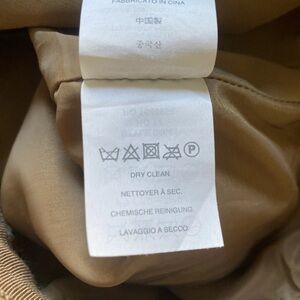 FABBRICATO IN CINA
中国製
중국산
DRY CLEAN
NETTOYER À SEC.
CHEMISCHE REINIGUNG
LAVAGGIO A SECCO